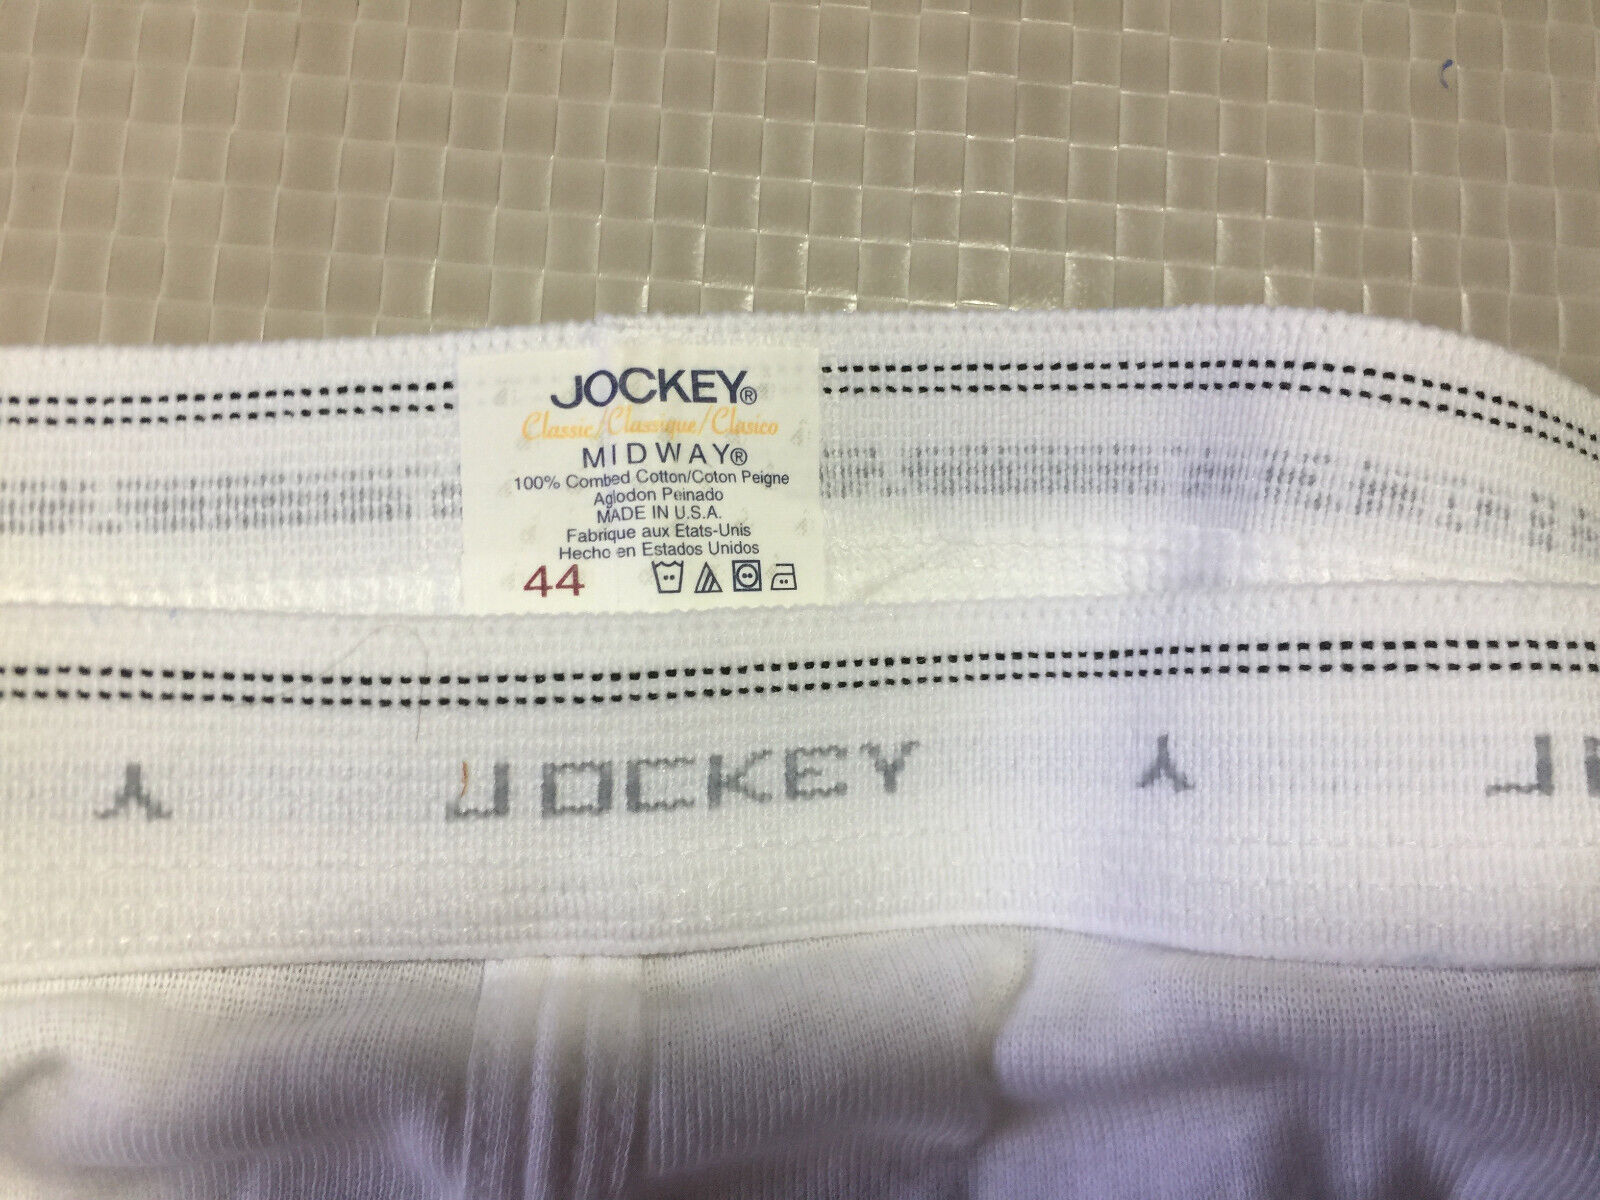 JOCKEY®
Classic/Classique/Clasico
MIDWAY®
100% Combed Cotton/Coton Peigne
Aglodon Peinado
MADE IN U.S.A.
Fabrique aux Etats-Unis
Hecho en Estados Unidos
44
JOCKEY
J